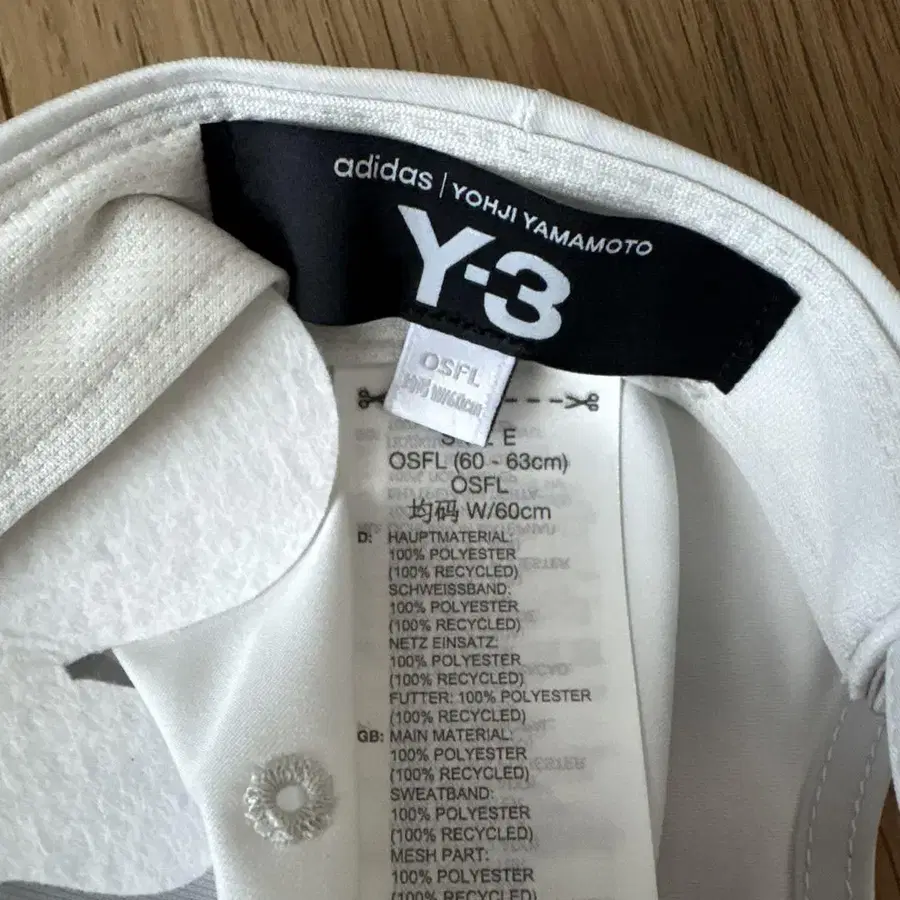 adidas | YOHJI YAMAMOTO
Y-3
OSFL
OSFL (60 - 63cm)
OSFL
均码 W/60cm
D: HAUPTMATERIAL:
100% POLYESTER
(100% RECYCLED)
SCHWEISSBAND:
100% POLYESTER
(100% RECYCLED)
NETZ EINSATZ:
100% POLYESTER
(100% RECYCLED)
FUTTER: 100% POLYESTER
(100% RECYCLED)
GB: MAIN MATERIAL:
100% POLYESTER
(100% RECYCLED)
SWEATBAND:
100% POLYESTER
(100% RECYCLED)
MESH PART:
100% POLYESTER
(100% RECYCLED)